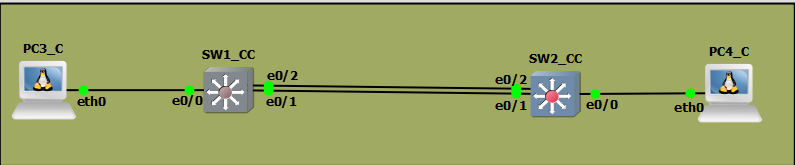 PC3_C
SW1_CC
SW2_CC
PC4_C
e0/2
e0/2
eth0
e0/0
e0/1
e0/1
e0/0
eth0